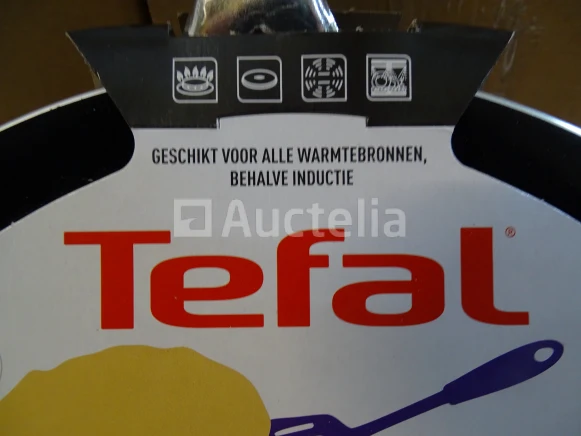 GESCHIKT VOOR ALLE WARMTEBRONNEN,
BEHALVE INDUCTIE
Auctelia
Tefal®